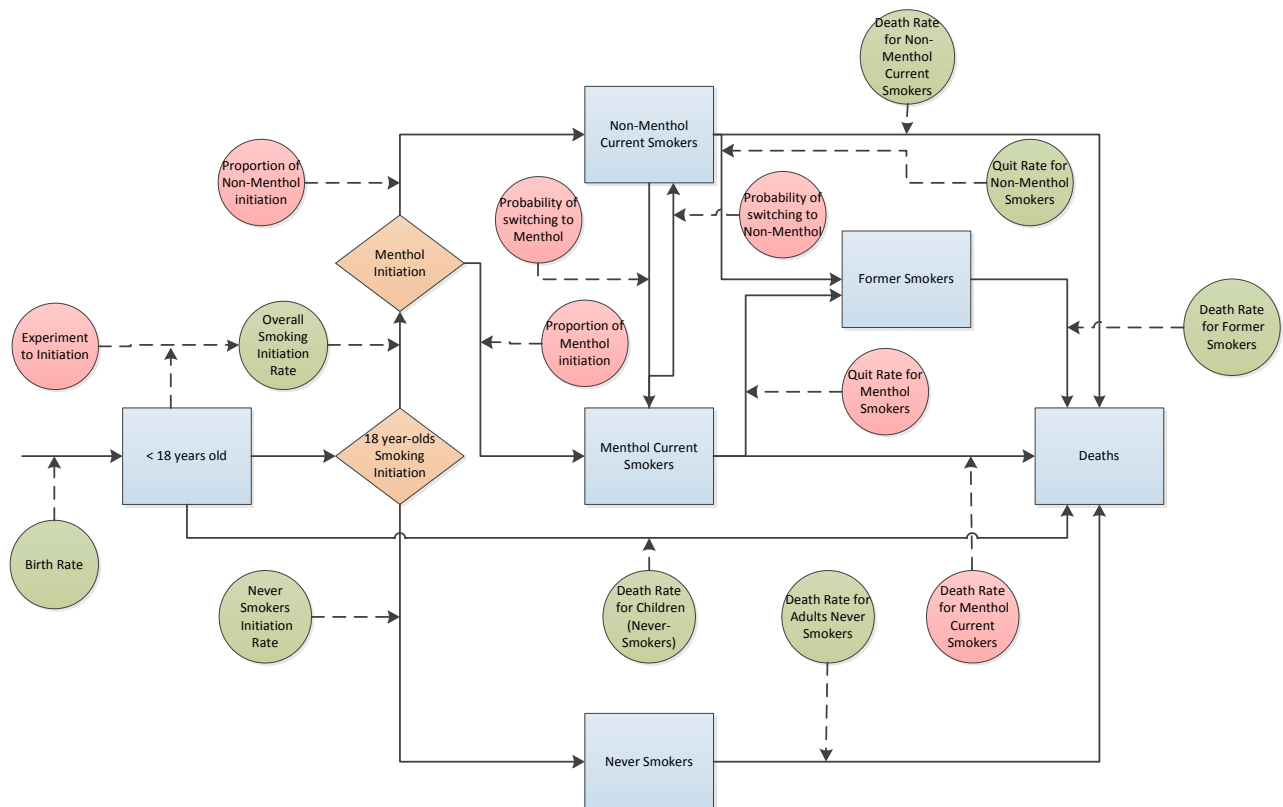 Death Rate
for Non-
Menthol
Current
Smokers
Non-Menthol
Current Smokers
Proportion of
Non-Menthol
initiation
Quit Rate for
Non-Menthol
Smokers
Probability of
switching to
Menthol
Probability of
switching to
Non-Menthol
Menthol
Initiation
Former Smokers
Experiment
to Initiation
Overall
Smoking
Initiation
Rate
Proportion of
Menthol
initiation
Death Rate
for Former
Smokers
Quit Rate for
Menthol
Smokers
< 18 years old
18 year-olds
Smoking
Initiation
Menthol Current
Smokers
Deaths
Birth Rate
Never
Smokers
Initiation
Rate
Death Rate
for Children
(Never-
Smokers)
Death Rate for
Adults Never
Smokers
Death Rate
for Menthol
Current
Smokers
Never Smokers